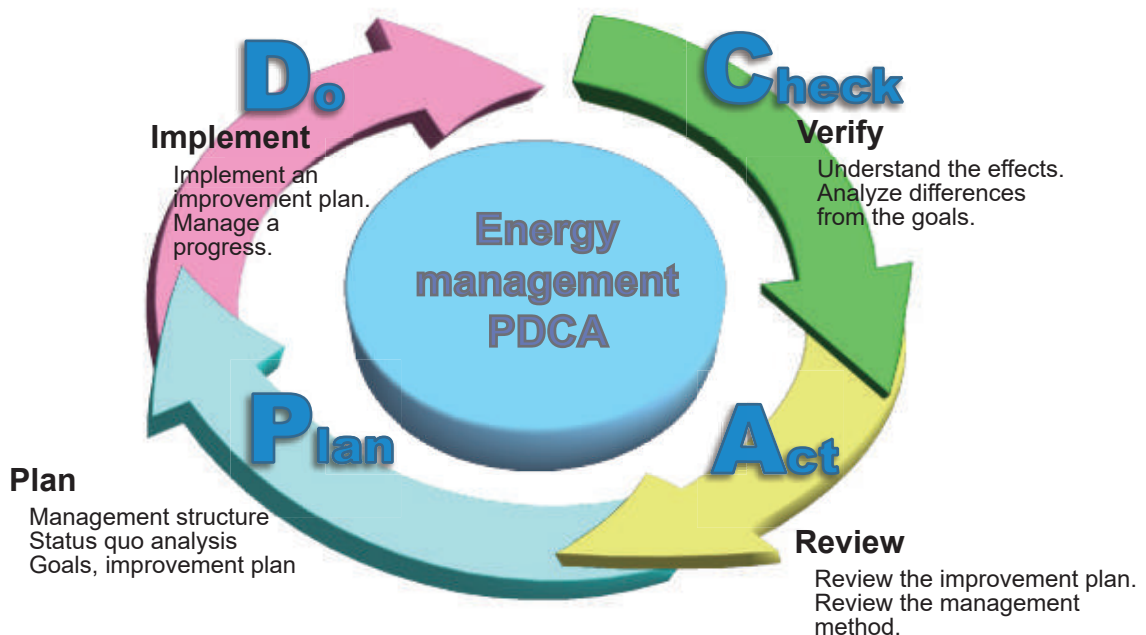 Do
Implement
Implement an
improvement plan.
Manage a
progress.
Check
Verify
Understand the effects.
Analyze differences
from the goals.
Energy
management
PDCA
Plan
Plan
Management structure
Status quo analysis
Goals, improvement plan
Act
Review
Review the improvement plan.
Review the management
method.